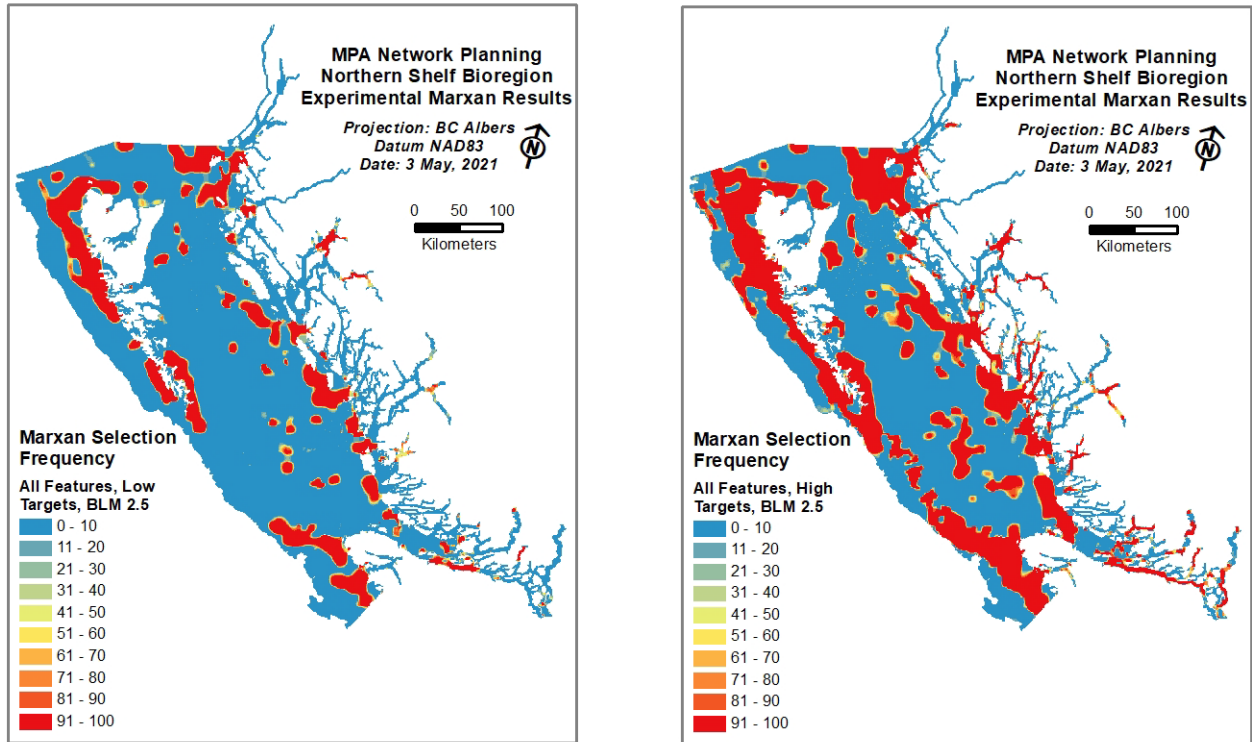 MPA Network Planning
Northern Shelf Bioregion
Experimental Marxan Results
Projection: BC Albers
Datum NAD83
Date: 3 May, 2021
N
0 50 100
Kilometers
Marxan Selection
Frequency
All Features, Low
Targets, BLM 2.5
0 - 10
11 - 20
21 - 30
31 - 40
41 - 50
51 - 60
61 - 70
71 - 80
81 - 90
91 - 100
MPA Network Planning
Northern Shelf Bioregion
Experimental Marxan Results
Projection: BC Albers
Datum NAD83
Date: 3 May, 2021
N
0 50 100
Kilometers
Marxan Selection
Frequency
All Features, High
Targets, BLM 2.5
0 - 10
11 - 20
21 - 30
31 - 40
41 - 50
51 - 60
61 - 70
71 - 80
81 - 90
91 - 100